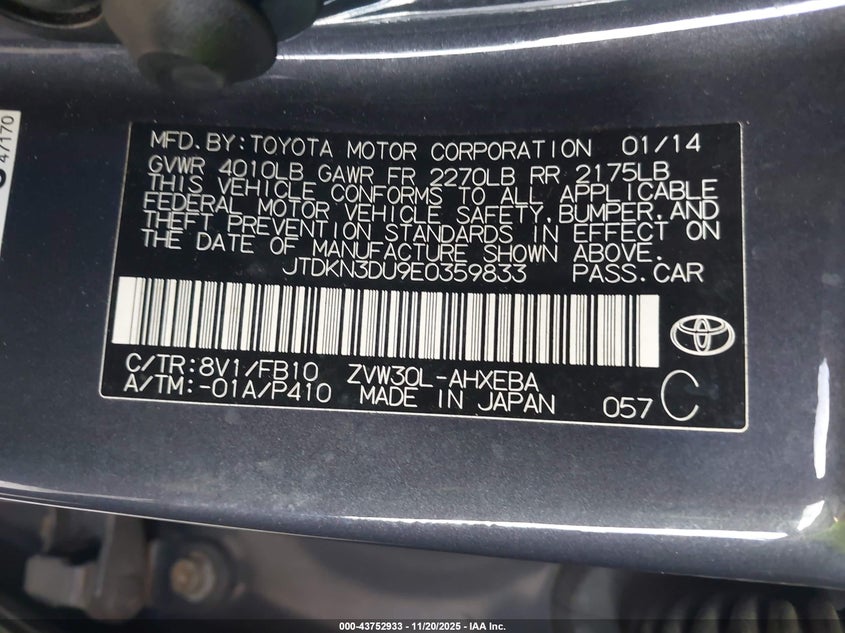 47170
MFD.BY:TOYOTA MOTOR CORPORATION 01/14
GVWR 4010LB GAWR FR 2270LB RR 2175LB
THIS VEHICLE CONFORMS TO ALL APPLICABLE
FEDERAL MOTOR VEHICLE SAFETY,BUMPER,AND
THEFT PREVENTION STANDARDS IN EFFECT ON
THE DATE OF MANUFACTURE SHOWN ABOVE.
JTDKN3DU9E0359833 PASS.CAR
C/TR:8V1/FB10 ZVW30L-AHXEBA
A/TM:-01A/P410 MADE IN JAPAN 057 C
000-43752933 - 11/20/2025 - IAA Inc.